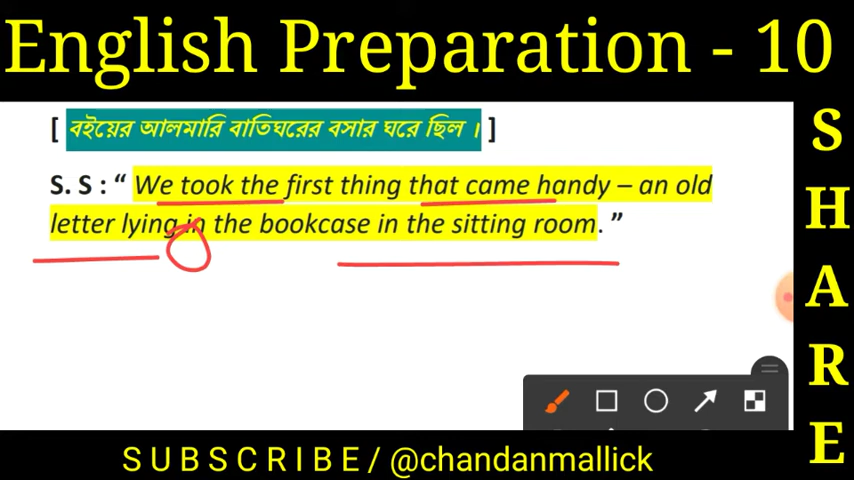 English Preparation - 10
[ বইয়ের আলমারি বাতিঘরের বসার ঘরে ছিল । ]
S. S : “ We took the first thing that came handy – an old
letter lying in the bookcase in the sitting room. ”
S
H
A
R
E
SUBSCRIBE/ @chandanmallick